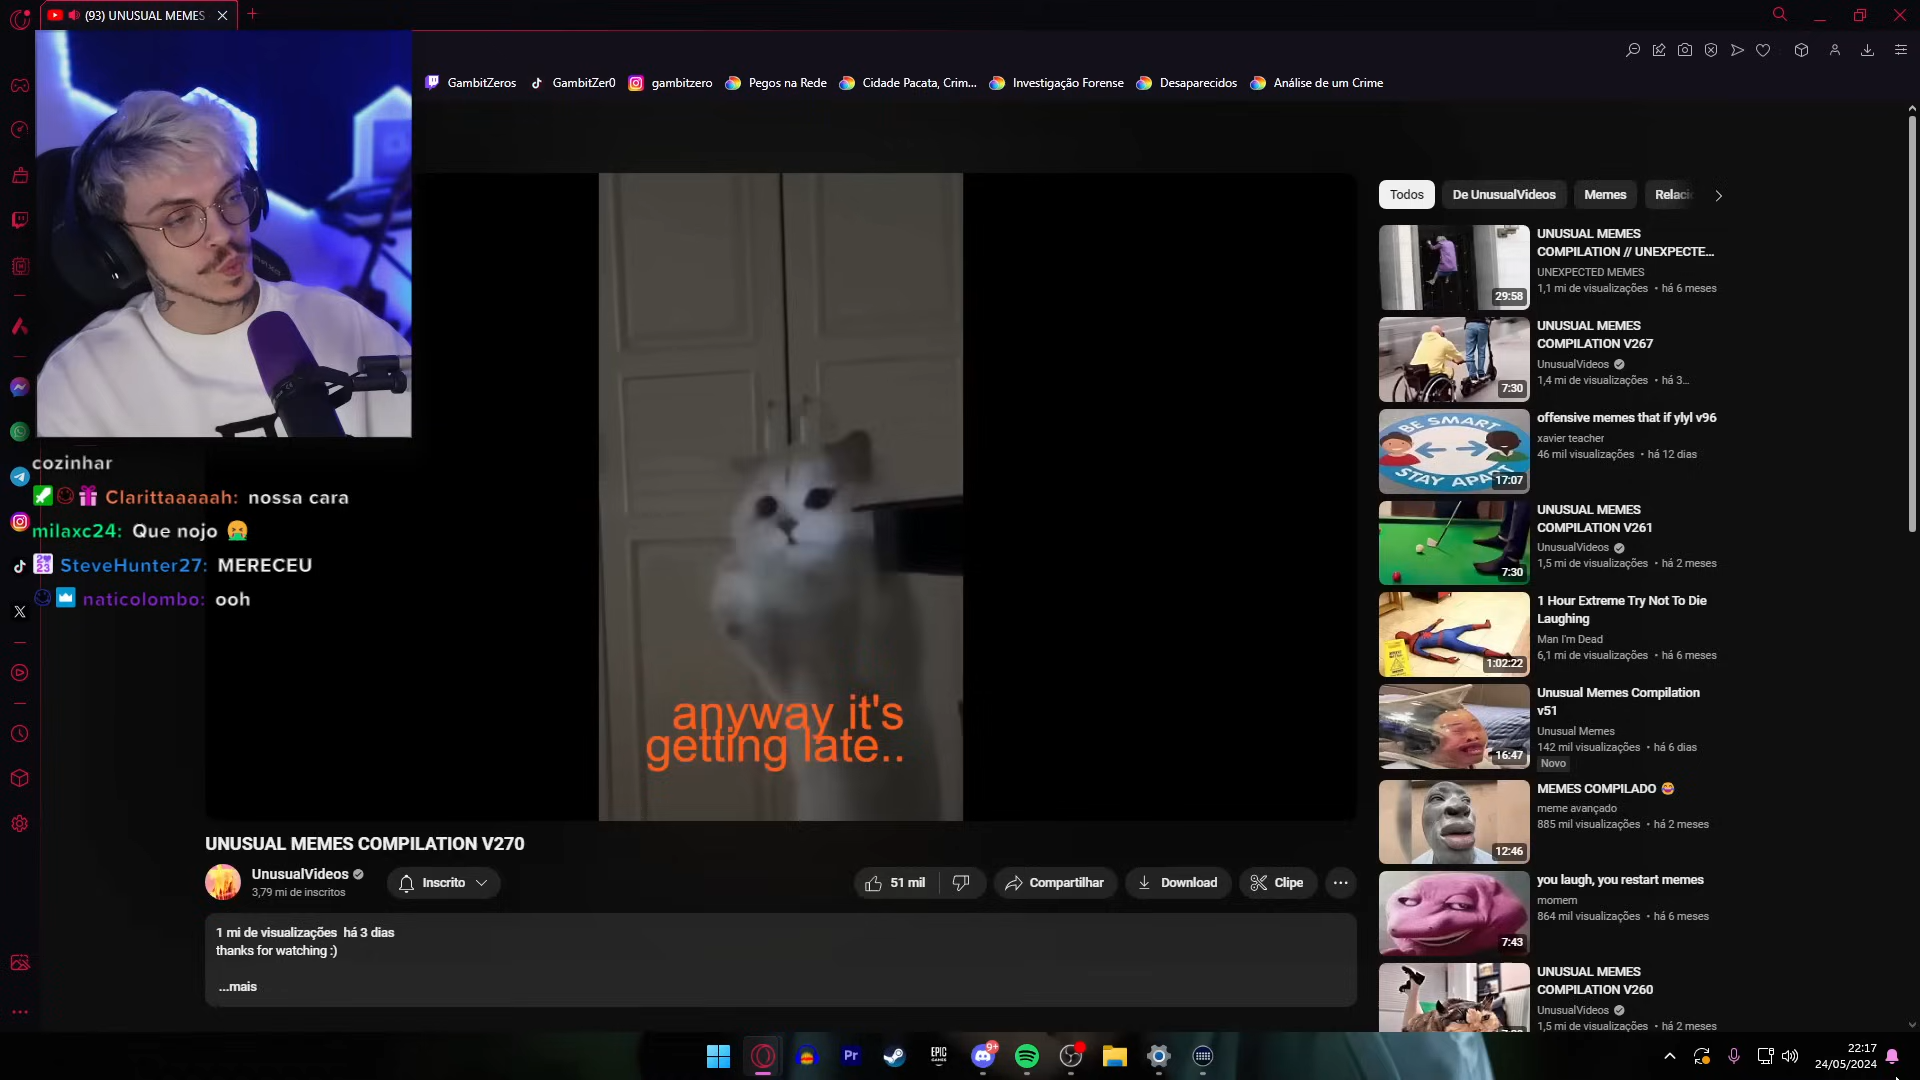 (93) UNUSUAL MEMES
GambitZeros
GambitZer0
gambitzero
Pegos na Rede
Cidade Pacata, Crim...
Investigação Forense
Desaparecidos
Análise de um Crime
cozinhar
Clarittaaaaah: nossa cara
milaxc24: Que nojo 🤮
SteveHunter27: MERECEU
naticolombo: ooh
anyway it's
getting late..
UNUSUAL MEMES COMPILATION V270
UnusualVideos
3,79 mi de inscritos
Inscrito
51 mil
Compartilhar
Download
Clipe
1 mi de visualizações há 3 dias
thanks for watching :)
...mais
Todos
De UnusualVideos
Memes
Relaci
UNUSUAL MEMES
COMPILATION // UNEXPECTE...
UNEXPECTED MEMES
1,1 mi de visualizações • há 6 meses
29:58
UNUSUAL MEMES
COMPILATION V267
UnusualVideos
1,4 mi de visualizações • há 3...
7:30
BE SMART
STAY APART
offensive memes that if ylyl v96
xavier teacher
46 mil visualizações • há 12 dias
17:07
UNUSUAL MEMES
COMPILATION V261
UnusualVideos
1,5 mi de visualizações • há 2 meses
7:30
1 Hour Extreme Try Not To Die
Laughing
Man I'm Dead
6,1 mi de visualizações • há 6 meses
1:02:22
Unusual Memes Compilation
v51
Unusual Memes
142 mil visualizações • há 6 dias
Novo
16:47
MEMES COMPILADO 😂
meme avançado
885 mil visualizações • há 2 meses
12:46
you laugh, you restart memes
momem
864 mil visualizações • há 6 meses
7:43
UNUSUAL MEMES
COMPILATION V260
UnusualVideos
1,5 mi de visualizações • há 2 meses
Pr
EPIC
GAMES
9+
22:17
24/05/2024